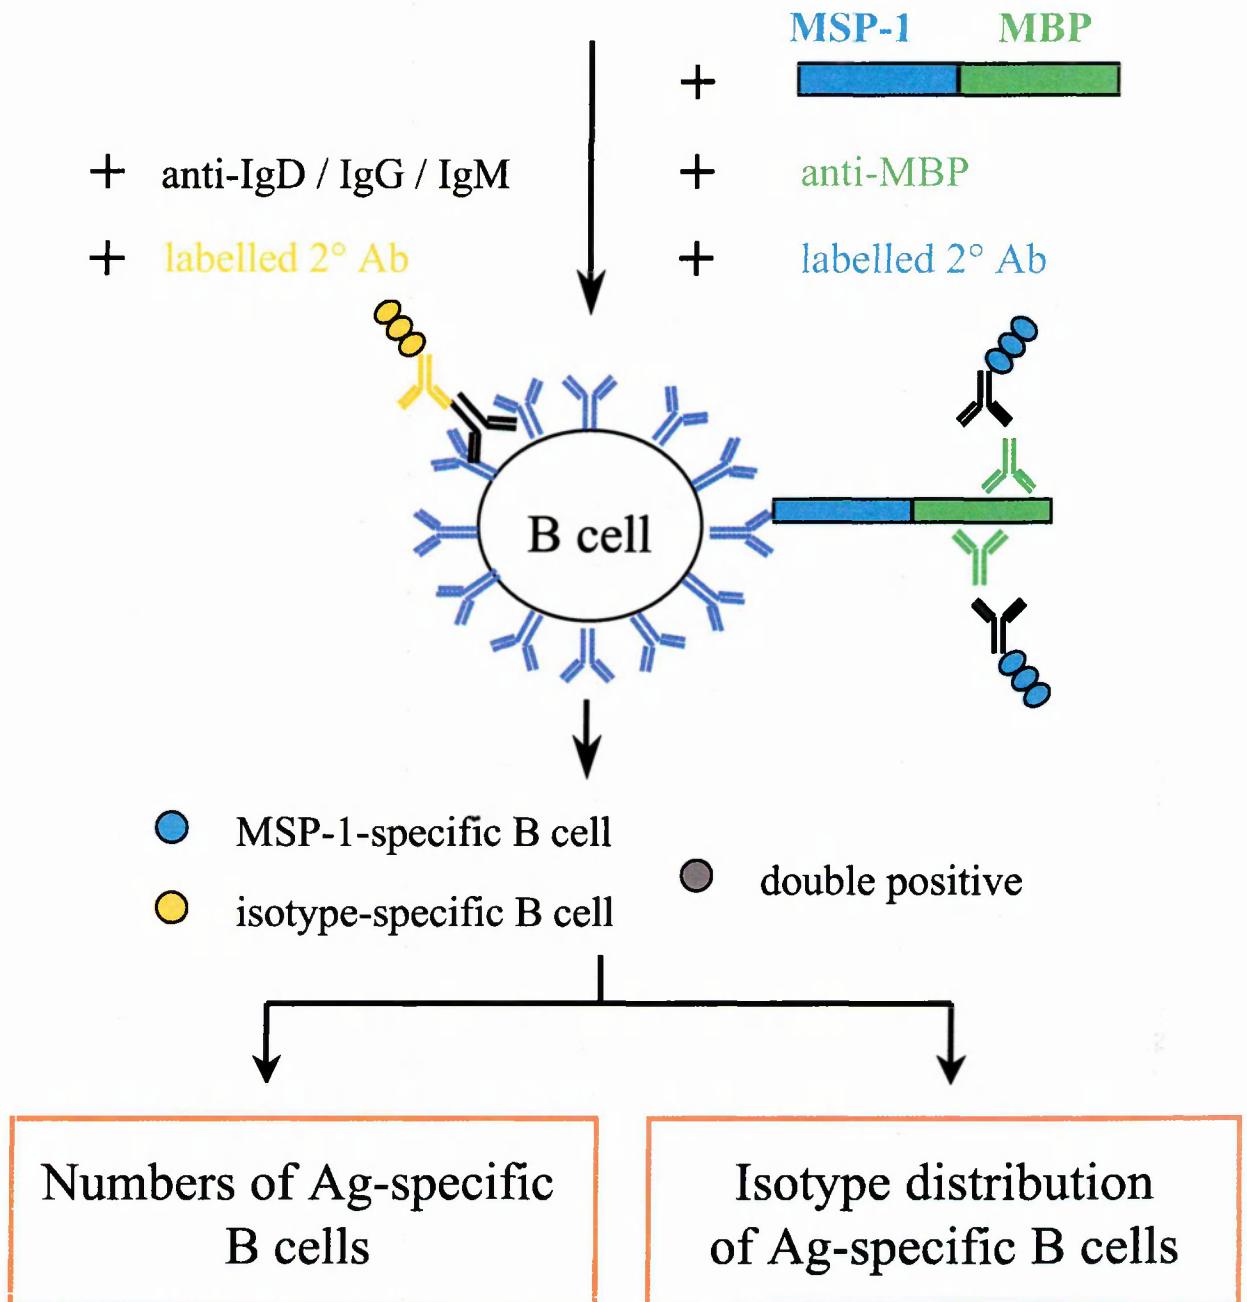 MSP-1 MBP
+
+ anti-IgD / IgG / IgM
+ anti-MBP
+ labelled 2° Ab
+ labelled 2° Ab
B cell
MSP-1-specific B cell
isotype-specific B cell
double positive
Numbers of Ag-specific
B cells
Isotype distribution
of Ag-specific B cells